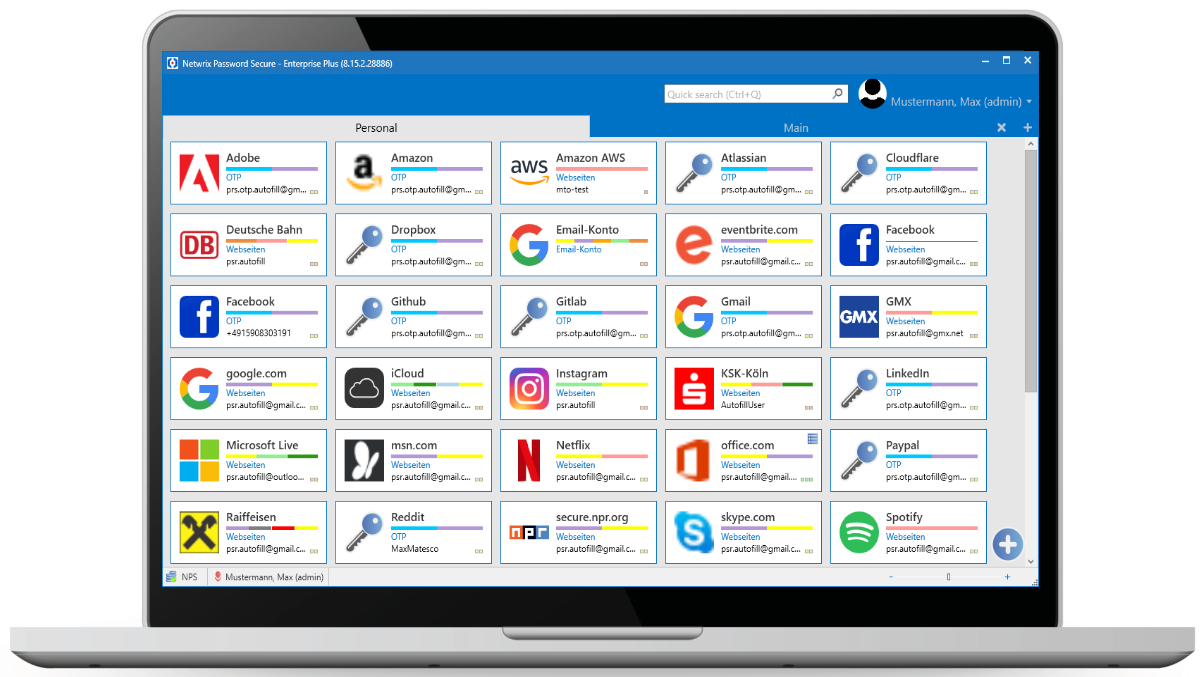 Netwrix Password Secure - Enterprise Plus (8.15.2.28886)
Quick search (Ctrl+Q)
Mustermann, Max (admin)
Personal
Main
Adobe
OTP
prs.otp.autofill@gm...
Amazon
OTP
prs.otp.autofill@gm...
aws
Amazon AWS
Webseiten
mto-test
Atlassian
OTP
prs.otp.autofill@gm...
Cloudflare
OTP
prs.otp.autofill@gm...
DB
Deutsche Bahn
Webseiten
psr.autofill
Dropbox
OTP
prs.otp.autofill@gm...
Email-Konto
Email-Konto
eventbrite.com
Webseiten
psr.autofill@gmail.c...
Facebook
Webseiten
psr.autofill@gmail.c...
Facebook
OTP
+4915908303191
Github
OTP
prs.otp.autofill@gm...
Gitlab
OTP
prs.otp.autofill@gm...
Gmail
OTP
prs.otp.autofill@gm...
GMX
GMX
Webseiten
psr.autofill@gmx.net
google.com
Webseiten
psr.autofill@gmail.c...
iCloud
Webseiten
psr.autofill@gmail.c...
Instagram
Webseiten
psr.autofill
KSK-Köln
Webseiten
AutofillUser
LinkedIn
OTP
psr.otp.autofill@gm...
Microsoft Live
Webseiten
psr.autofill@outloo...
msn.com
Webseiten
psr.autofill@gmail.c...
Netflix
Webseiten
psr.autofill@gmail.c...
office.com
Webseiten
psr.autofill@gmail.c...
Paypal
OTP
psr.otp.autofill@gm...
Raiffeisen
Webseiten
psr.autofill@gmail.c...
Reddit
OTP
MaxMatesco
npr
secure.npr.org
Webseiten
psr.autofill@gmail.c...
skype.com
Webseiten
psr.autofill@gmail.c...
Spotify
Webseiten
psr.autofill@gmail.c...
NPS
Mustermann, Max (admin)